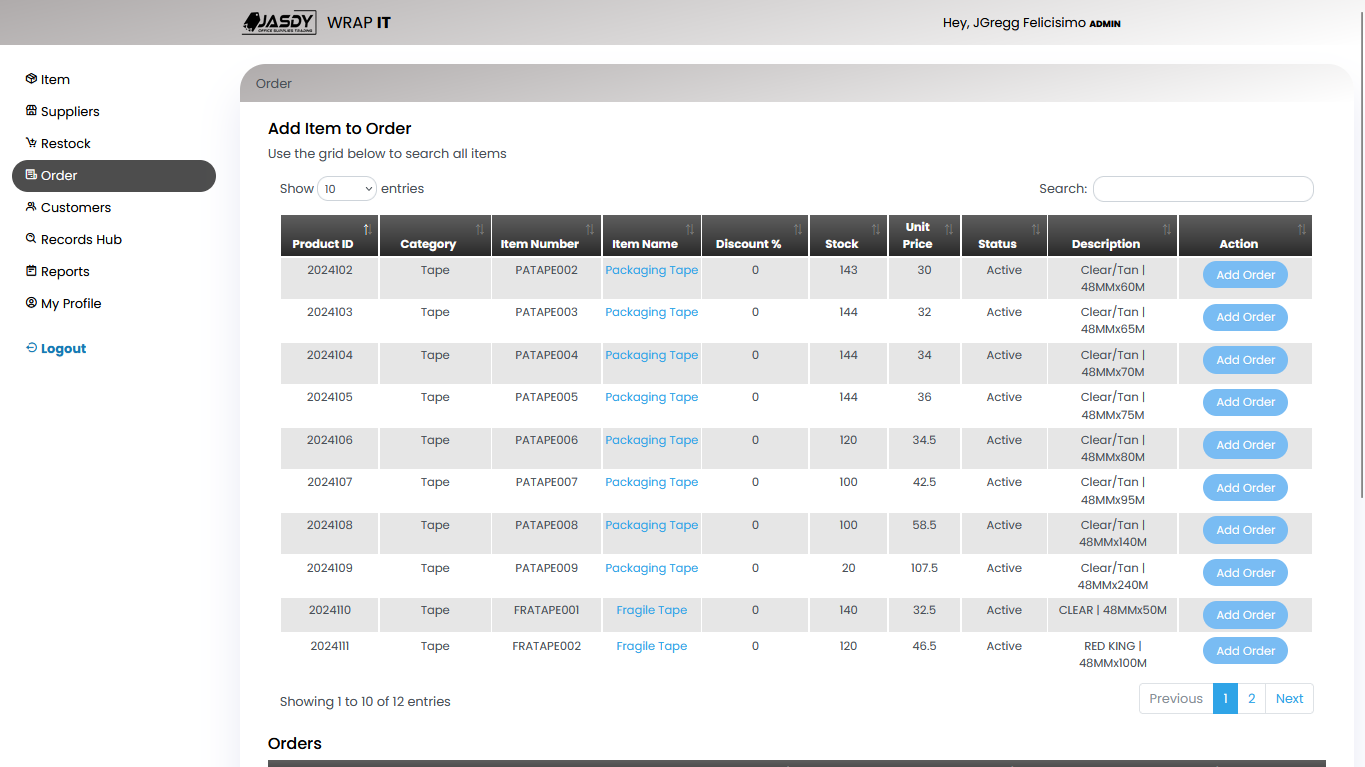 JASDY
OFFICE SUPPLIES TRADING
WRAP IT
Hey, JGregg Felicisimo ADMIN
Item
Suppliers
Restock
Order
Customers
Records Hub
Reports
My Profile
Logout
Order
Add Item to Order
Use the grid below to search all items
Show 10 entries
Search:
Product ID Category Item Number Item Name Discount % Stock Unit Price Status Description Action
2024102 Tape PATAPE002 Packaging Tape 0 143 30 Active Clear/Tan | 48MMx60M Add Order
2024103 Tape PATAPE003 Packaging Tape 0 144 32 Active Clear/Tan | 48MMx65M Add Order
2024104 Tape PATAPE004 Packaging Tape 0 144 34 Active Clear/Tan | 48MMx70M Add Order
2024105 Tape PATAPE005 Packaging Tape 0 144 36 Active Clear/Tan | 48MMx75M Add Order
2024106 Tape PATAPE006 Packaging Tape 0 120 34.5 Active Clear/Tan | 48MMx80M Add Order
2024107 Tape PATAPE007 Packaging Tape 0 100 42.5 Active Clear/Tan | 48MMx95M Add Order
2024108 Tape PATAPE008 Packaging Tape 0 100 58.5 Active Clear/Tan | 48MMx140M Add Order
2024109 Tape PATAPE009 Packaging Tape 0 20 107.5 Active Clear/Tan | 48MMx240M Add Order
2024110 Tape FRATAPE001 Fragile Tape 0 140 32.5 Active CLEAR | 48MMx50M Add Order
2024111 Tape FRATAPE002 Fragile Tape 0 120 46.5 Active RED KING | 48MMx100M Add Order
Showing 1 to 10 of 12 entries
Previous 1 2 Next
Orders